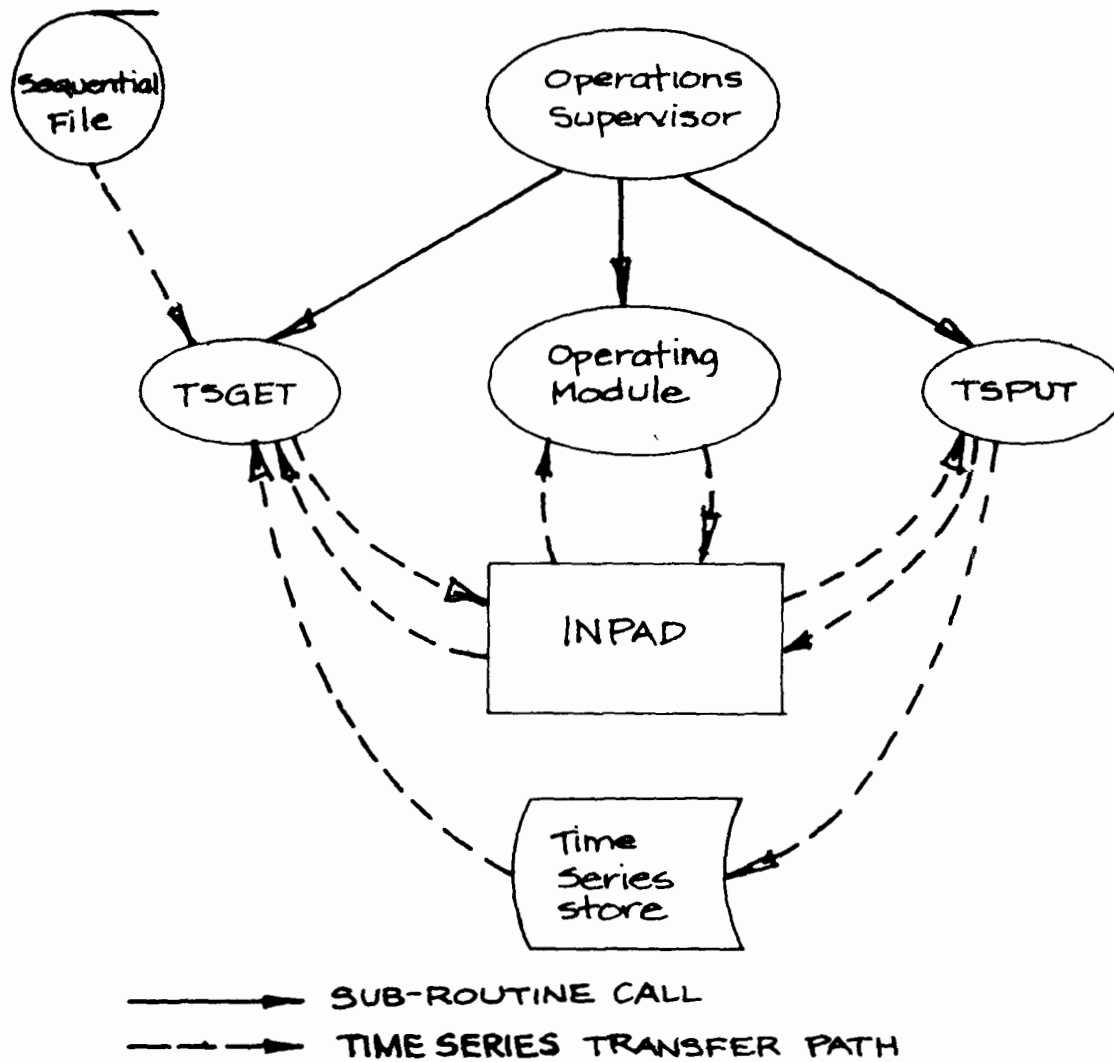 Sequential
File
Operations
Supervisor
TSGET
Operating
Module
TSPUT
INPAD
Time
Series
store
SUB-ROUTINE CALL
TIME SERIES TRANSFER PATH